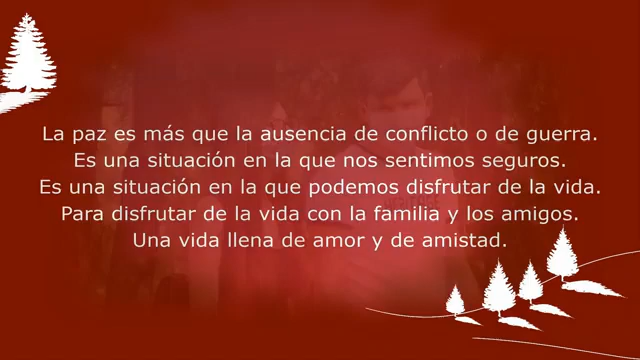 La paz es más que la ausencia de conflicto o de guerra.
Es una situación en la que nos sentimos seguros.
Es una situación en la que podemos disfrutar de la vida.
Para disfrutar de la vida con la familia y los amigos.
Una vida llena de amor y de amistad.